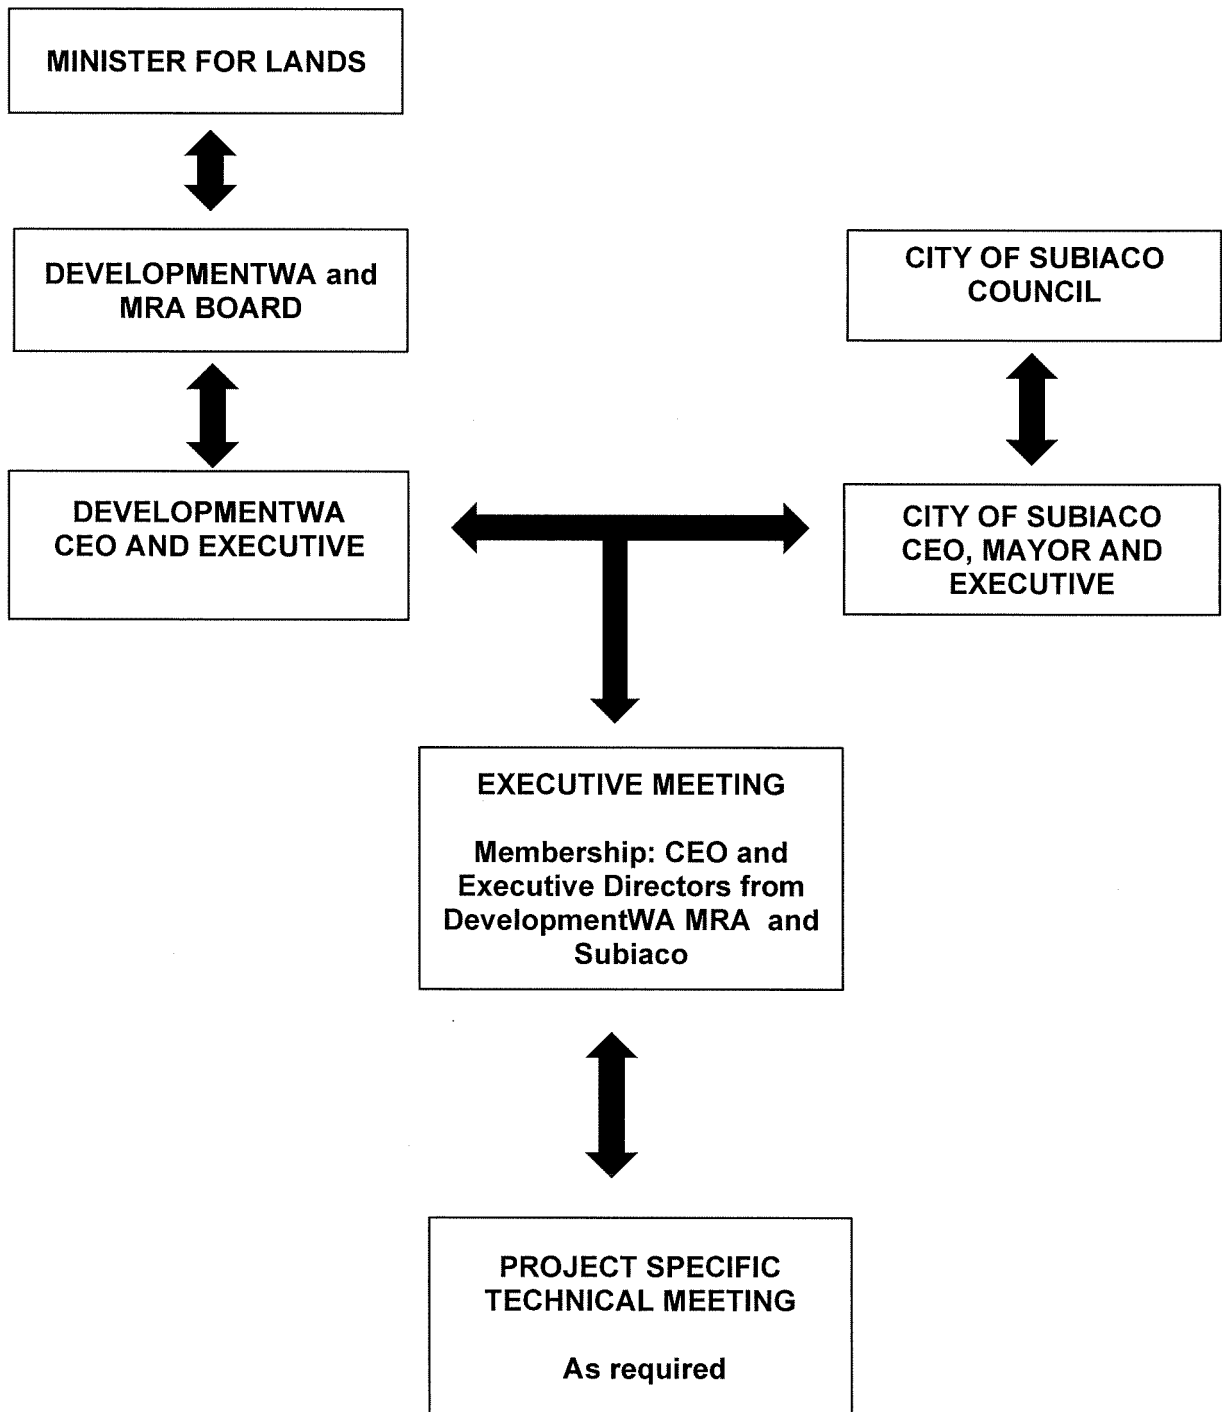 MINISTER FOR LANDS
DEVELOPMENTWA and
MRA BOARD
CITY OF SUBIACO
COUNCIL
DEVELOPMENTWA
CEO AND EXECUTIVE
CITY OF SUBIACO
CEO, MAYOR AND
EXECUTIVE
EXECUTIVE MEETING
Membership: CEO and
Executive Directors from
DevelopmentWA MRA and
Subiaco
PROJECT SPECIFIC
TECHNICAL MEETING
As required